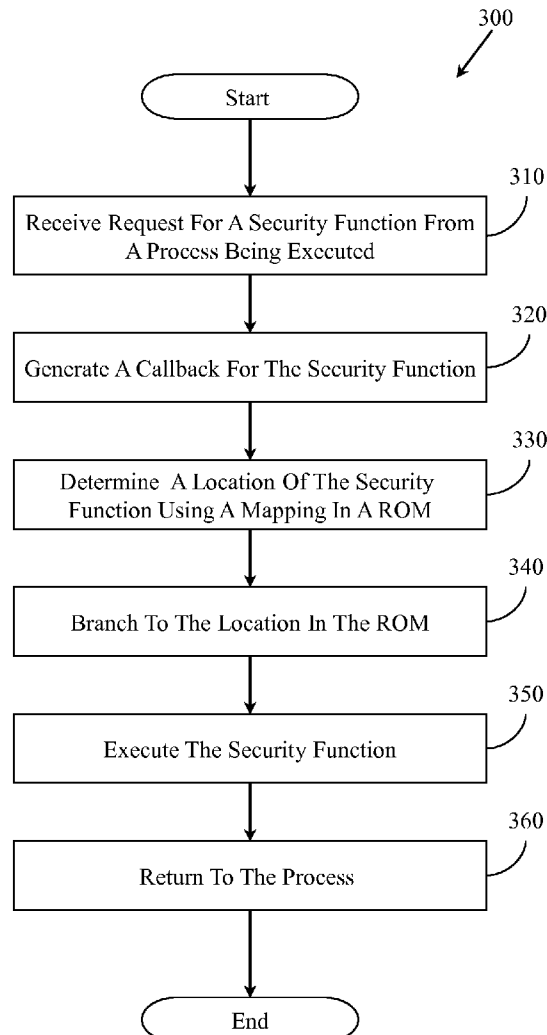 300
Start
310
Receive Request For A Security Function From
A Process Being Executed
320
Generate A Callback For The Security Function
330
Determine A Location Of The Security
Function Using A Mapping In A ROM
340
Branch To The Location In The ROM
350
Execute The Security Function
360
Return To The Process
End